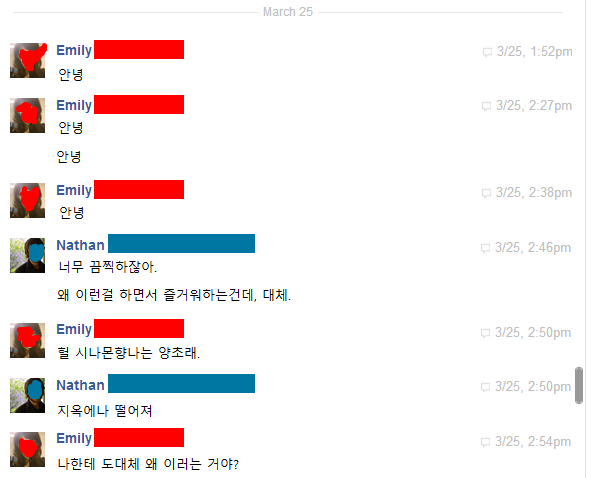 March 25
Emily
3/25, 1:52pm
안녕
Emily
3/25, 2:27pm
안녕
안녕
Emily
3/25, 2:38pm
안녕
Nathan
3/25, 2:46pm
너무 끔찍하잖아.
왜 이런걸 하면서 즐거워하는건데, 대체.
Emily
3/25, 2:50pm
헐 시나몬향나는 양초래.
Nathan
3/25, 2:50pm
지옥에나 떨어져
Emily
3/25, 2:54pm
나한테 도대체 왜 이러는 거야?